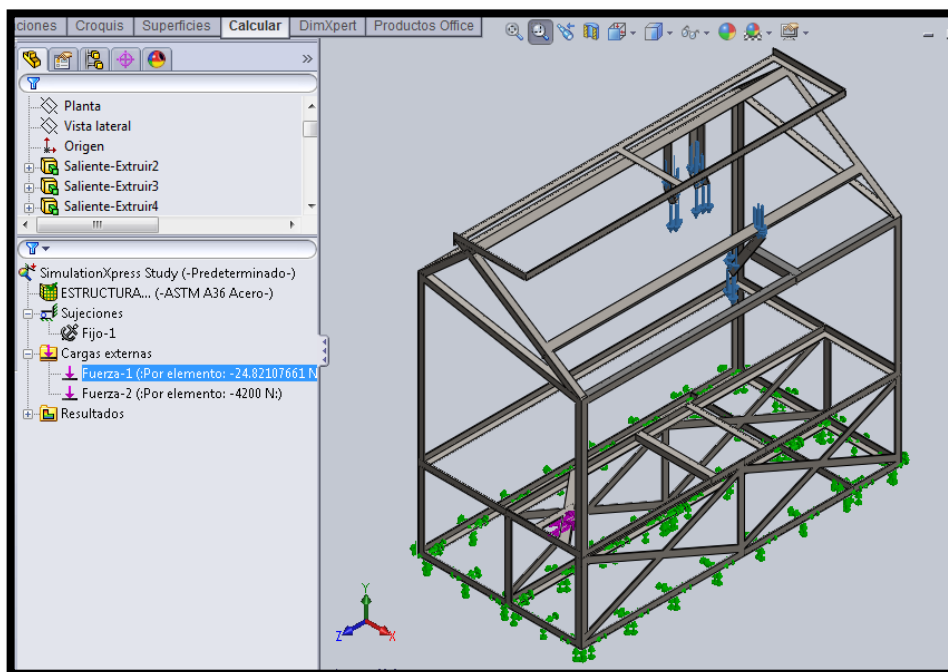 ciones Croquis Superficies Calcular DimXpert Productos Office
Planta
Vista lateral
Origen
Saliente-Extruir2
Saliente-Extruir3
Saliente-Extruir4
SimulationXpress Study (-Predeterminado-)
ESTRUCTURA... (-ASTM A36 Acero-)
Sujeciones
Fijo-1
Cargas externas
Fuerza-1 (:Por elemento: -24.82107661 N
Fuerza-2 (:Por elemento: -4200 N:)
Resultados
Y
Z X